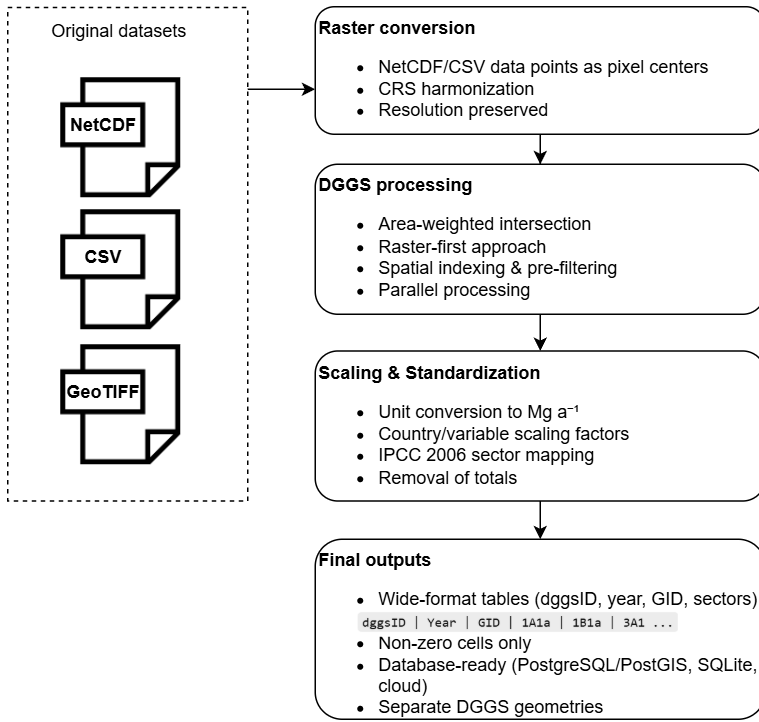 Original datasets
NetCDF
CSV
GeoTIFF
Raster conversion
• NetCDF/CSV data points as pixel centers
• CRS harmonization
• Resolution preserved
DGGS processing
• Area-weighted intersection
• Raster-first approach
• Spatial indexing & pre-filtering
• Parallel processing
Scaling & Standardization
• Unit conversion to Mg a⁻¹
• Country/variable scaling factors
• IPCC 2006 sector mapping
• Removal of totals
Final outputs
• Wide-format tables (dggsID, year, GID, sectors)
dggsID | Year | GID | 1A1a | 1B1a | 3A1 ...
• Non-zero cells only
• Database-ready (PostgreSQL/PostGIS, SQLite,
cloud)
• Separate DGGS geometries